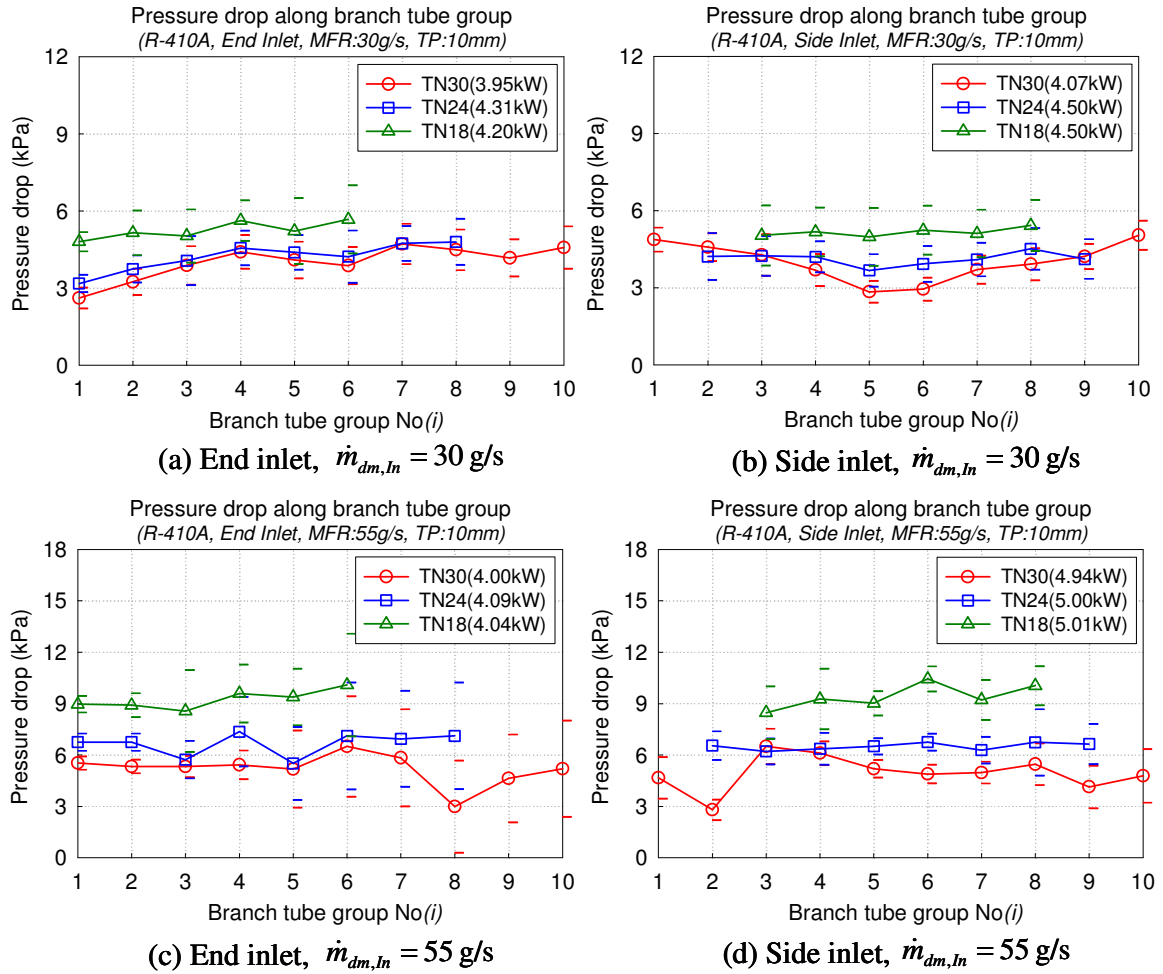 Pressure drop along branch tube group
(R-410A, End Inlet, MFR:30g/s, TP:10mm)
12
9
6
3
0
Pressure drop (kPa)
TN30(3.95kW)
TN24(4.31kW)
TN18(4.20kW)
1 2 3 4 5 6 7 8 9 10
Branch tube group No(i)
(a) End inlet, ṁ_dm,In = 30 g/s
Pressure drop along branch tube group
(R-410A, Side Inlet, MFR:30g/s, TP:10mm)
12
9
6
3
0
Pressure drop (kPa)
TN30(4.07kW)
TN24(4.50kW)
TN18(4.50kW)
1 2 3 4 5 6 7 8 9 10
Branch tube group No(i)
(b) Side inlet, ṁ_dm,In = 30 g/s
Pressure drop along branch tube group
(R-410A, End Inlet, MFR:55g/s, TP:10mm)
18
15
12
9
6
3
0
Pressure drop (kPa)
TN30(4.00kW)
TN24(4.09kW)
TN18(4.04kW)
1 2 3 4 5 6 7 8 9 10
Branch tube group No(i)
(c) End inlet, ṁ_dm,In = 55 g/s
Pressure drop along branch tube group
(R-410A, Side Inlet, MFR:55g/s, TP:10mm)
18
15
12
9
6
3
0
Pressure drop (kPa)
TN30(4.94kW)
TN24(5.00kW)
TN18(5.01kW)
1 2 3 4 5 6 7 8 9 10
Branch tube group No(i)
(d) Side inlet, ṁ_dm,In = 55 g/s